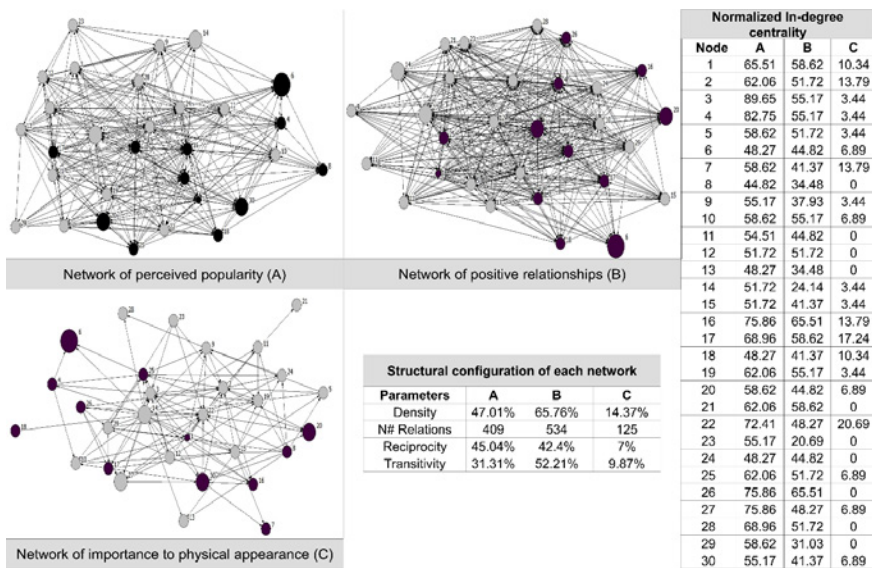 Network of perceived popularity (A)
Network of positive relationships (B)
Network of importance to physical appearance (C)
Structural configuration of each network
Parameters A B C
Density 47.01% 65.76% 14.37%
N# Relations 409 534 125
Reciprocity 45.04% 42.4% 7%
Transitivity 31.31% 52.21% 9.87%
Normalized In-degree
centrality
Node A B C
1 65.51 58.62 10.34
2 62.06 51.72 13.79
3 89.65 55.17 3.44
4 82.75 55.17 3.44
5 58.62 51.72 3.44
6 48.27 44.82 6.89
7 58.62 41.37 13.79
8 44.82 34.48 0
9 55.17 37.93 3.44
10 58.62 55.17 6.89
11 54.51 44.82 0
12 51.72 51.72 0
13 48.27 34.48 0
14 51.72 24.14 3.44
15 51.72 41.37 3.44
16 75.86 65.51 13.79
17 68.96 58.62 17.24
18 48.27 41.37 10.34
19 62.06 55.17 3.44
20 58.62 44.82 6.89
21 62.06 58.62 0
22 72.41 48.27 20.69
23 55.17 20.69 0
24 48.27 44.82 0
25 62.06 51.72 6.89
26 75.86 65.51 0
27 75.86 48.27 6.89
28 68.96 51.72 0
29 58.62 31.03 0
30 55.17 41.37 6.89